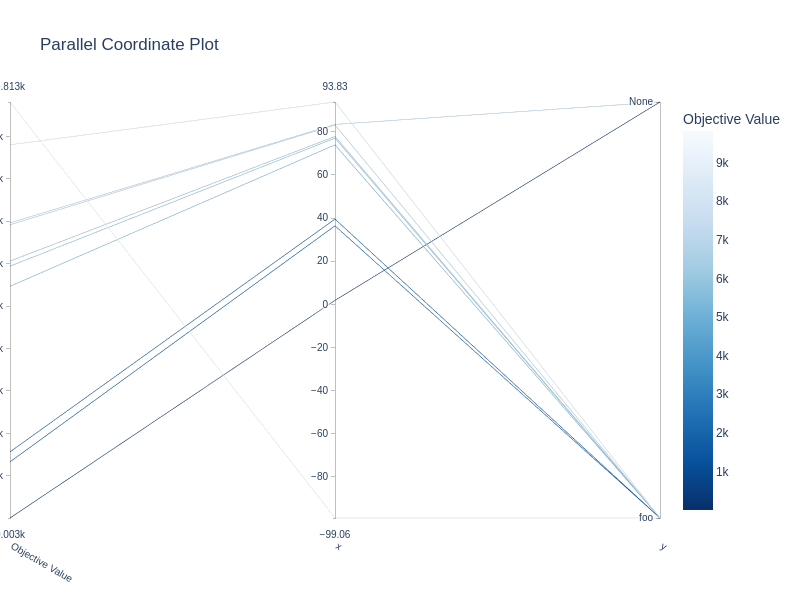 Parallel Coordinate Plot
.813k
93.83
k
k
k
k
k
k
k
k
k
80
60
40
20
0
−20
−40
−60
−80
None
foo
.003k
−99.06
Objective Value
x
y
Objective Value
9k
8k
7k
6k
5k
4k
3k
2k
1k